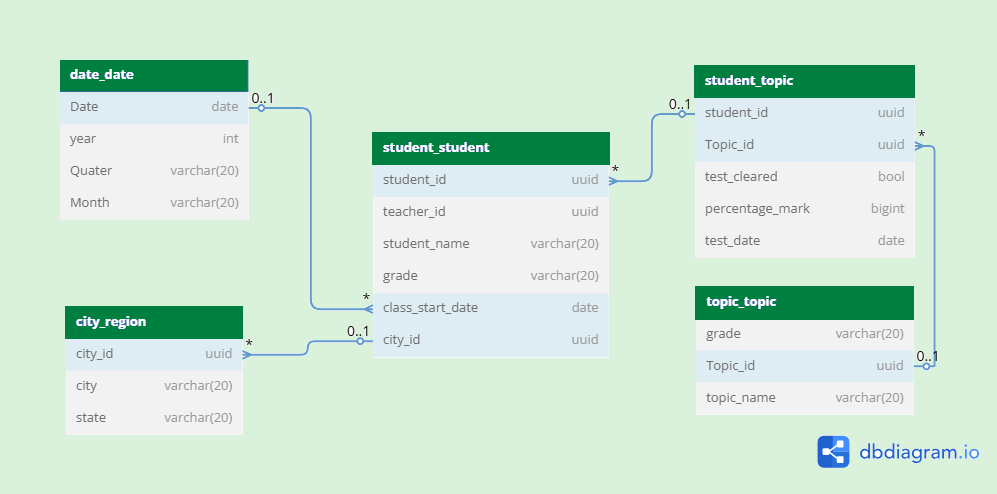 date_date
Date date
year int
Quater varchar(20)
Month varchar(20)
0..1
*
student_student
student_id uuid
teacher_id uuid
student_name varchar(20)
grade varchar(20)
class_start_date date
city_id uuid
*
0..1
city_region
city_id uuid
city varchar(20)
state varchar(20)
*
0..1
student_topic
student_id uuid
Topic_id uuid
test_cleared bool
percentage_mark bigint
test_date date
*
topic_topic
grade varchar(20)
Topic_id uuid
topic_name varchar(20)
0..1
dbdiagram.io